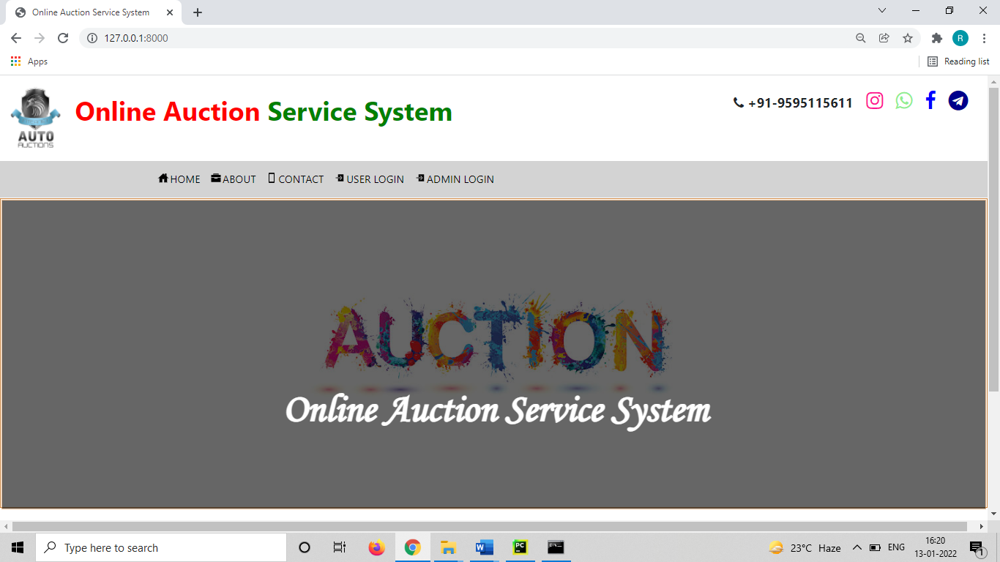 Online Auction Service System
127.0.0.1:8000
R
Apps
Reading list
AUTO
AUCTIONS
Online Auction Service System
+91-9595115611
HOME ABOUT CONTACT USER LOGIN ADMIN LOGIN
AUCTION
Online Auction Service System
Type here to search
W
PC
23°C Haze
ENG
16:20
13-01-2022
1